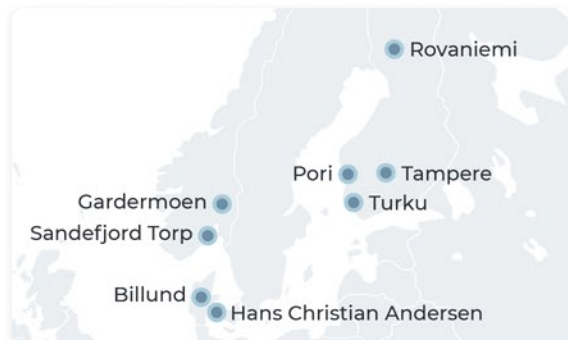 Rovaniemi
Pori
Tampere
Turku
Gardermoen
Sandefjord Torp
Billund
Hans Christian Andersen